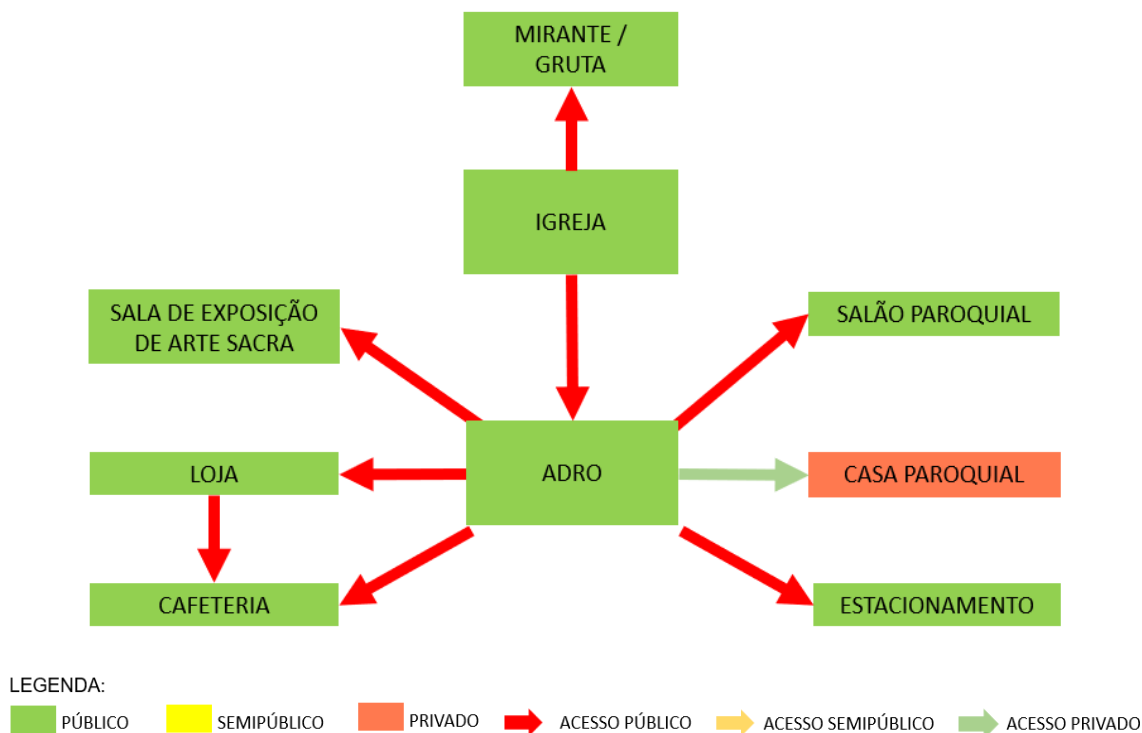 MIRANTE /
GRUTA
IGREJA
SALA DE EXPOSIÇÃO
DE ARTE SACRA
SALÃO PAROQUIAL
LOJA
ADRO
CASA PAROQUIAL
CAFETERIA
ESTACIONAMENTO
LEGENDA:
PÚBLICO
SEMIPÚBLICO
PRIVADO
ACESSO PÚBLICO
ACESSO SEMIPÚBLICO
ACESSO PRIVADO